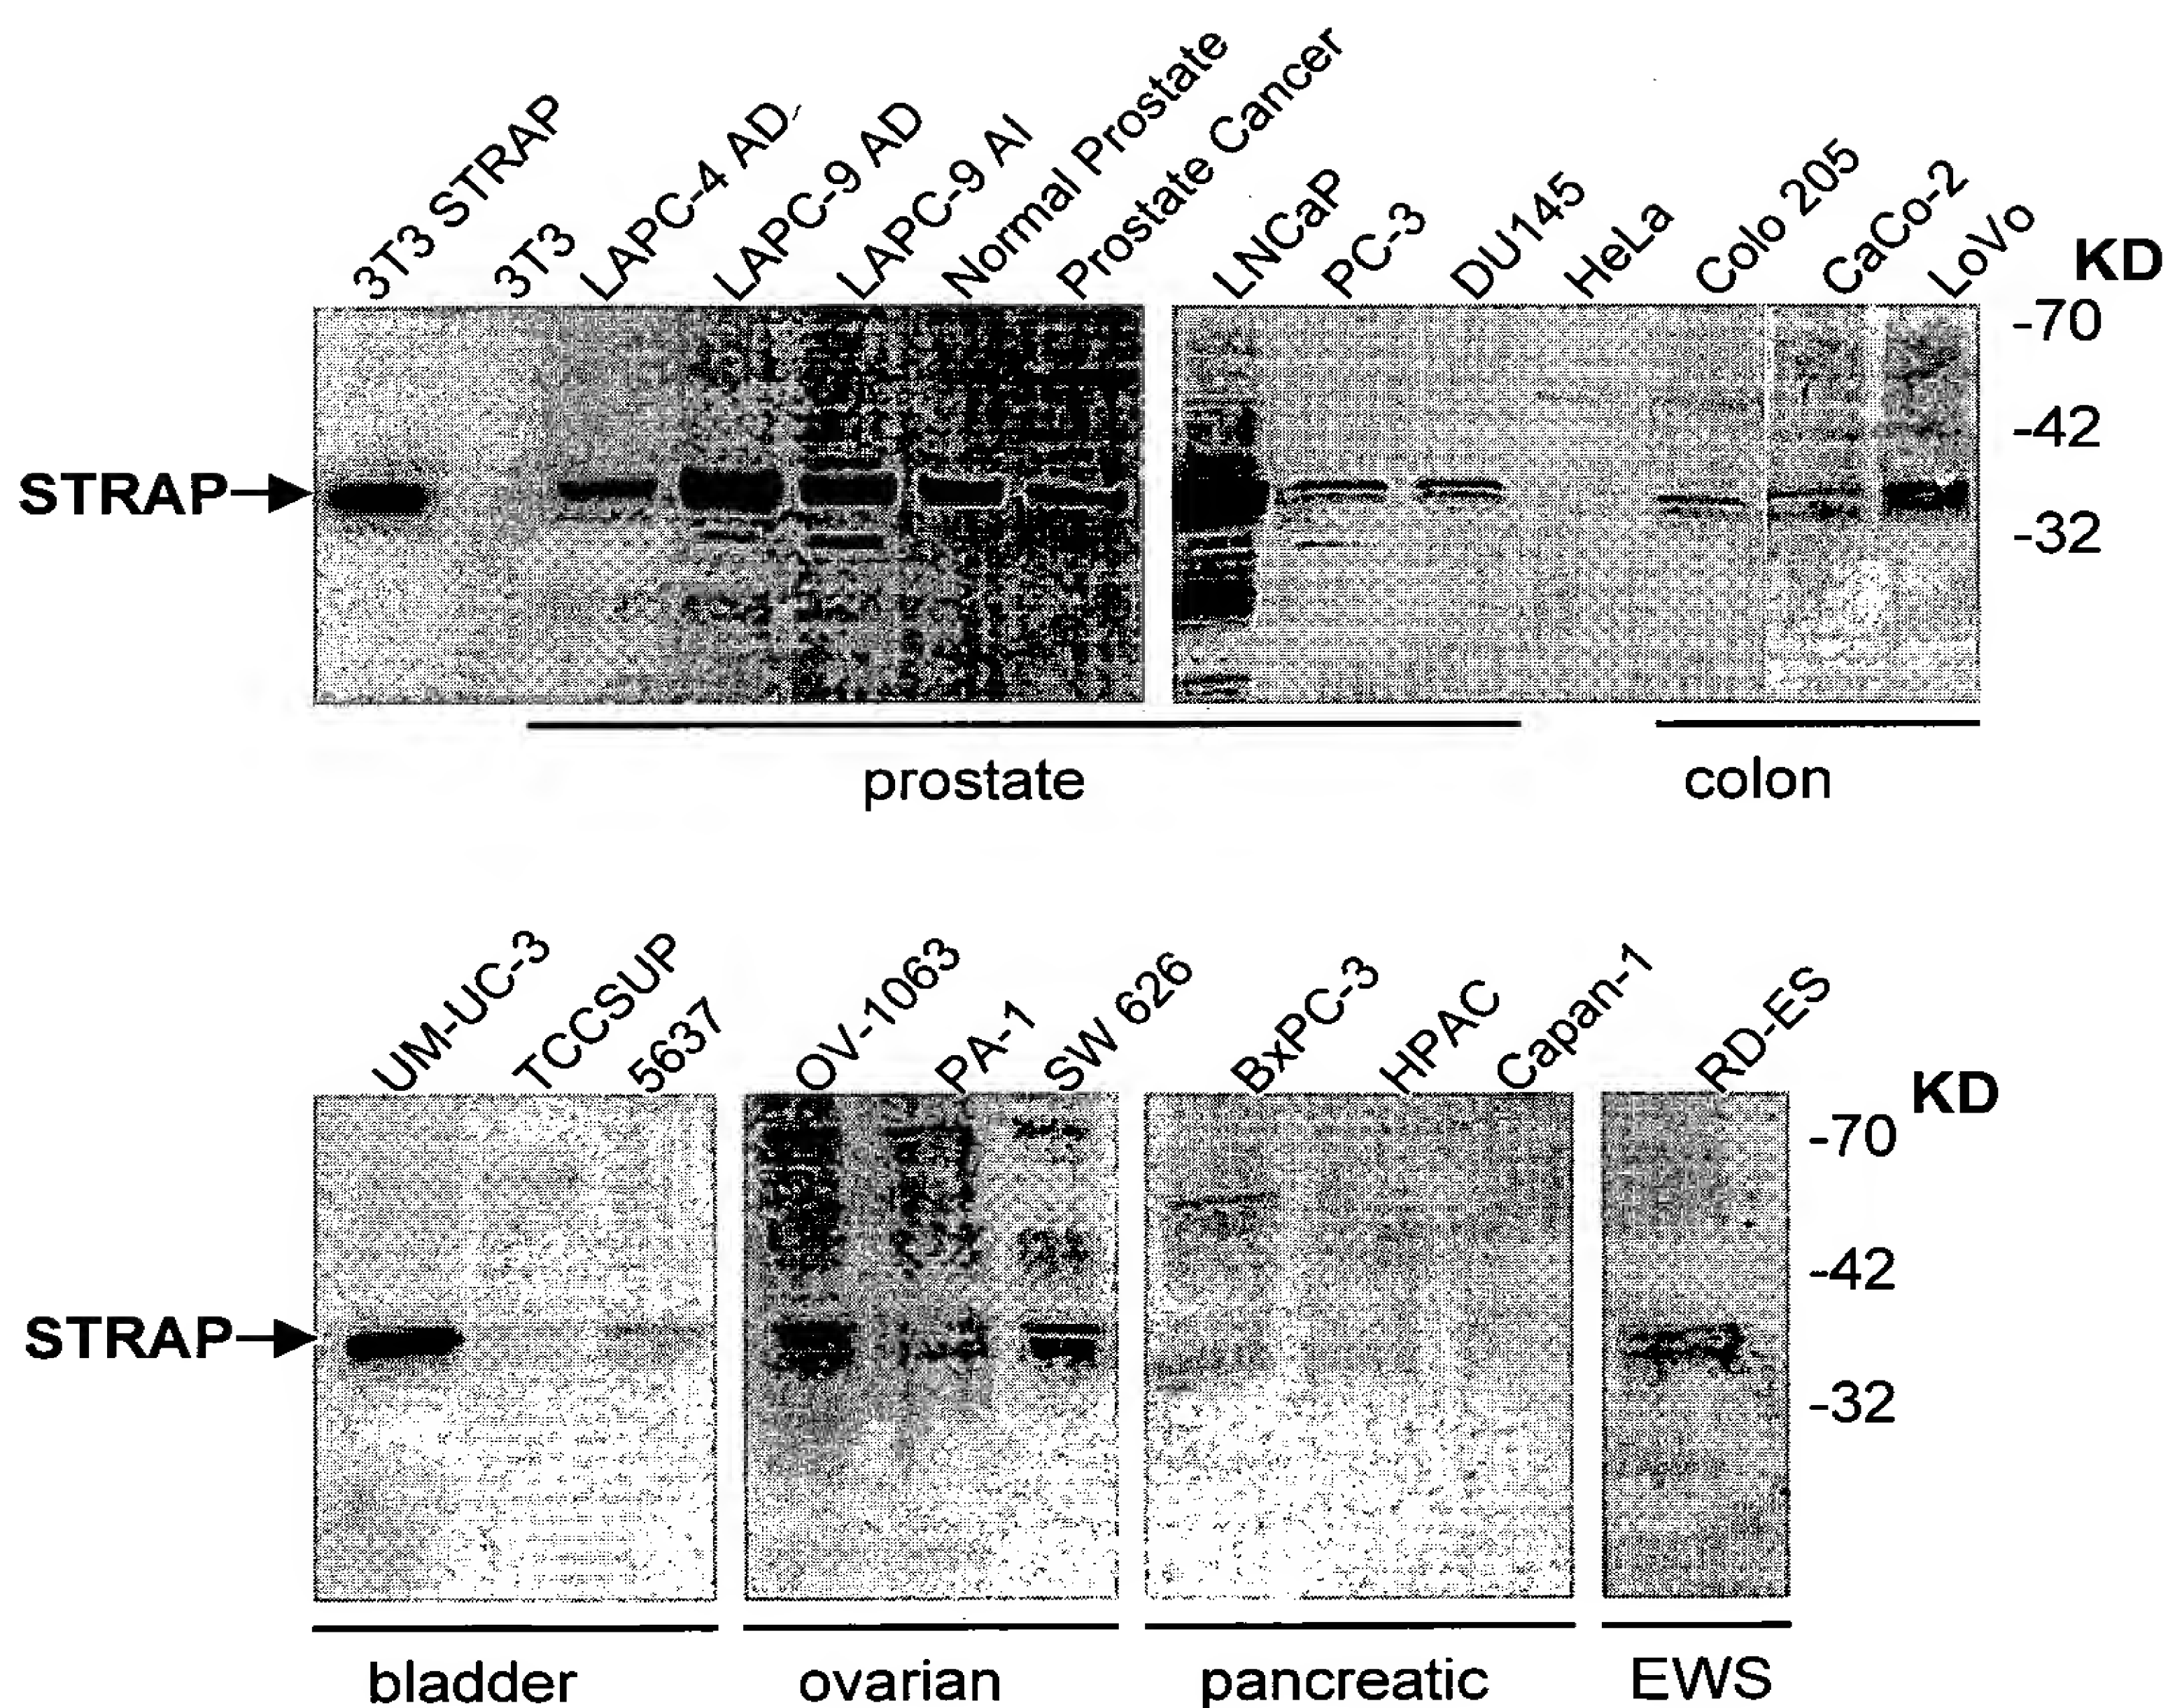 3T3 STRAP
3T3
LAPC-4 AD
LAPC-9 AD
LAPC-9 AI
Normal Prostate
Prostate Cancer
LNCaP
PC-3
DU145
HeLa
Colo 205
CaCo-2
LoVo
KD
-70
-42
STRAP
-32
prostate
colon
UM-UC-3
TCCSUP
5637
OV-1063
PA-1
SW 626
BxPC-3
HPAC
Capan-1
RD-ES
KD
-70
-42
STRAP
-32
bladder
ovarian
pancreatic
EWS